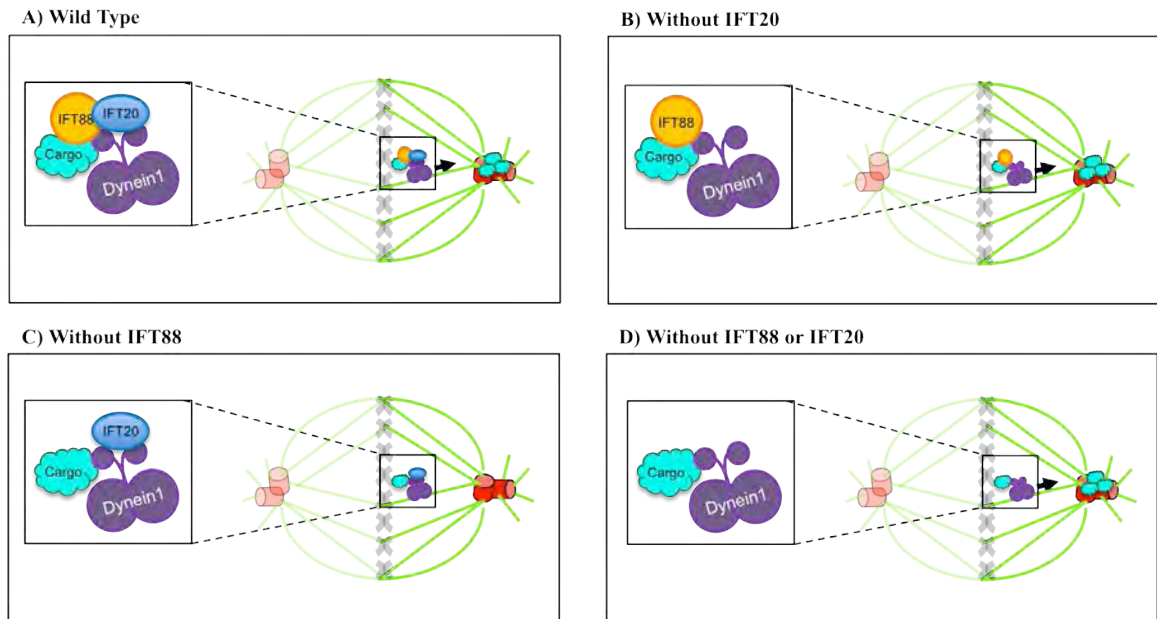 A) Wild Type
IFT88
IFT20
Cargo
Dynein1
B) Without IFT20
IFT88
Cargo
Dynein1
C) Without IFT88
IFT20
Cargo
Dynein1
D) Without IFT88 or IFT20
Cargo
Dynein1